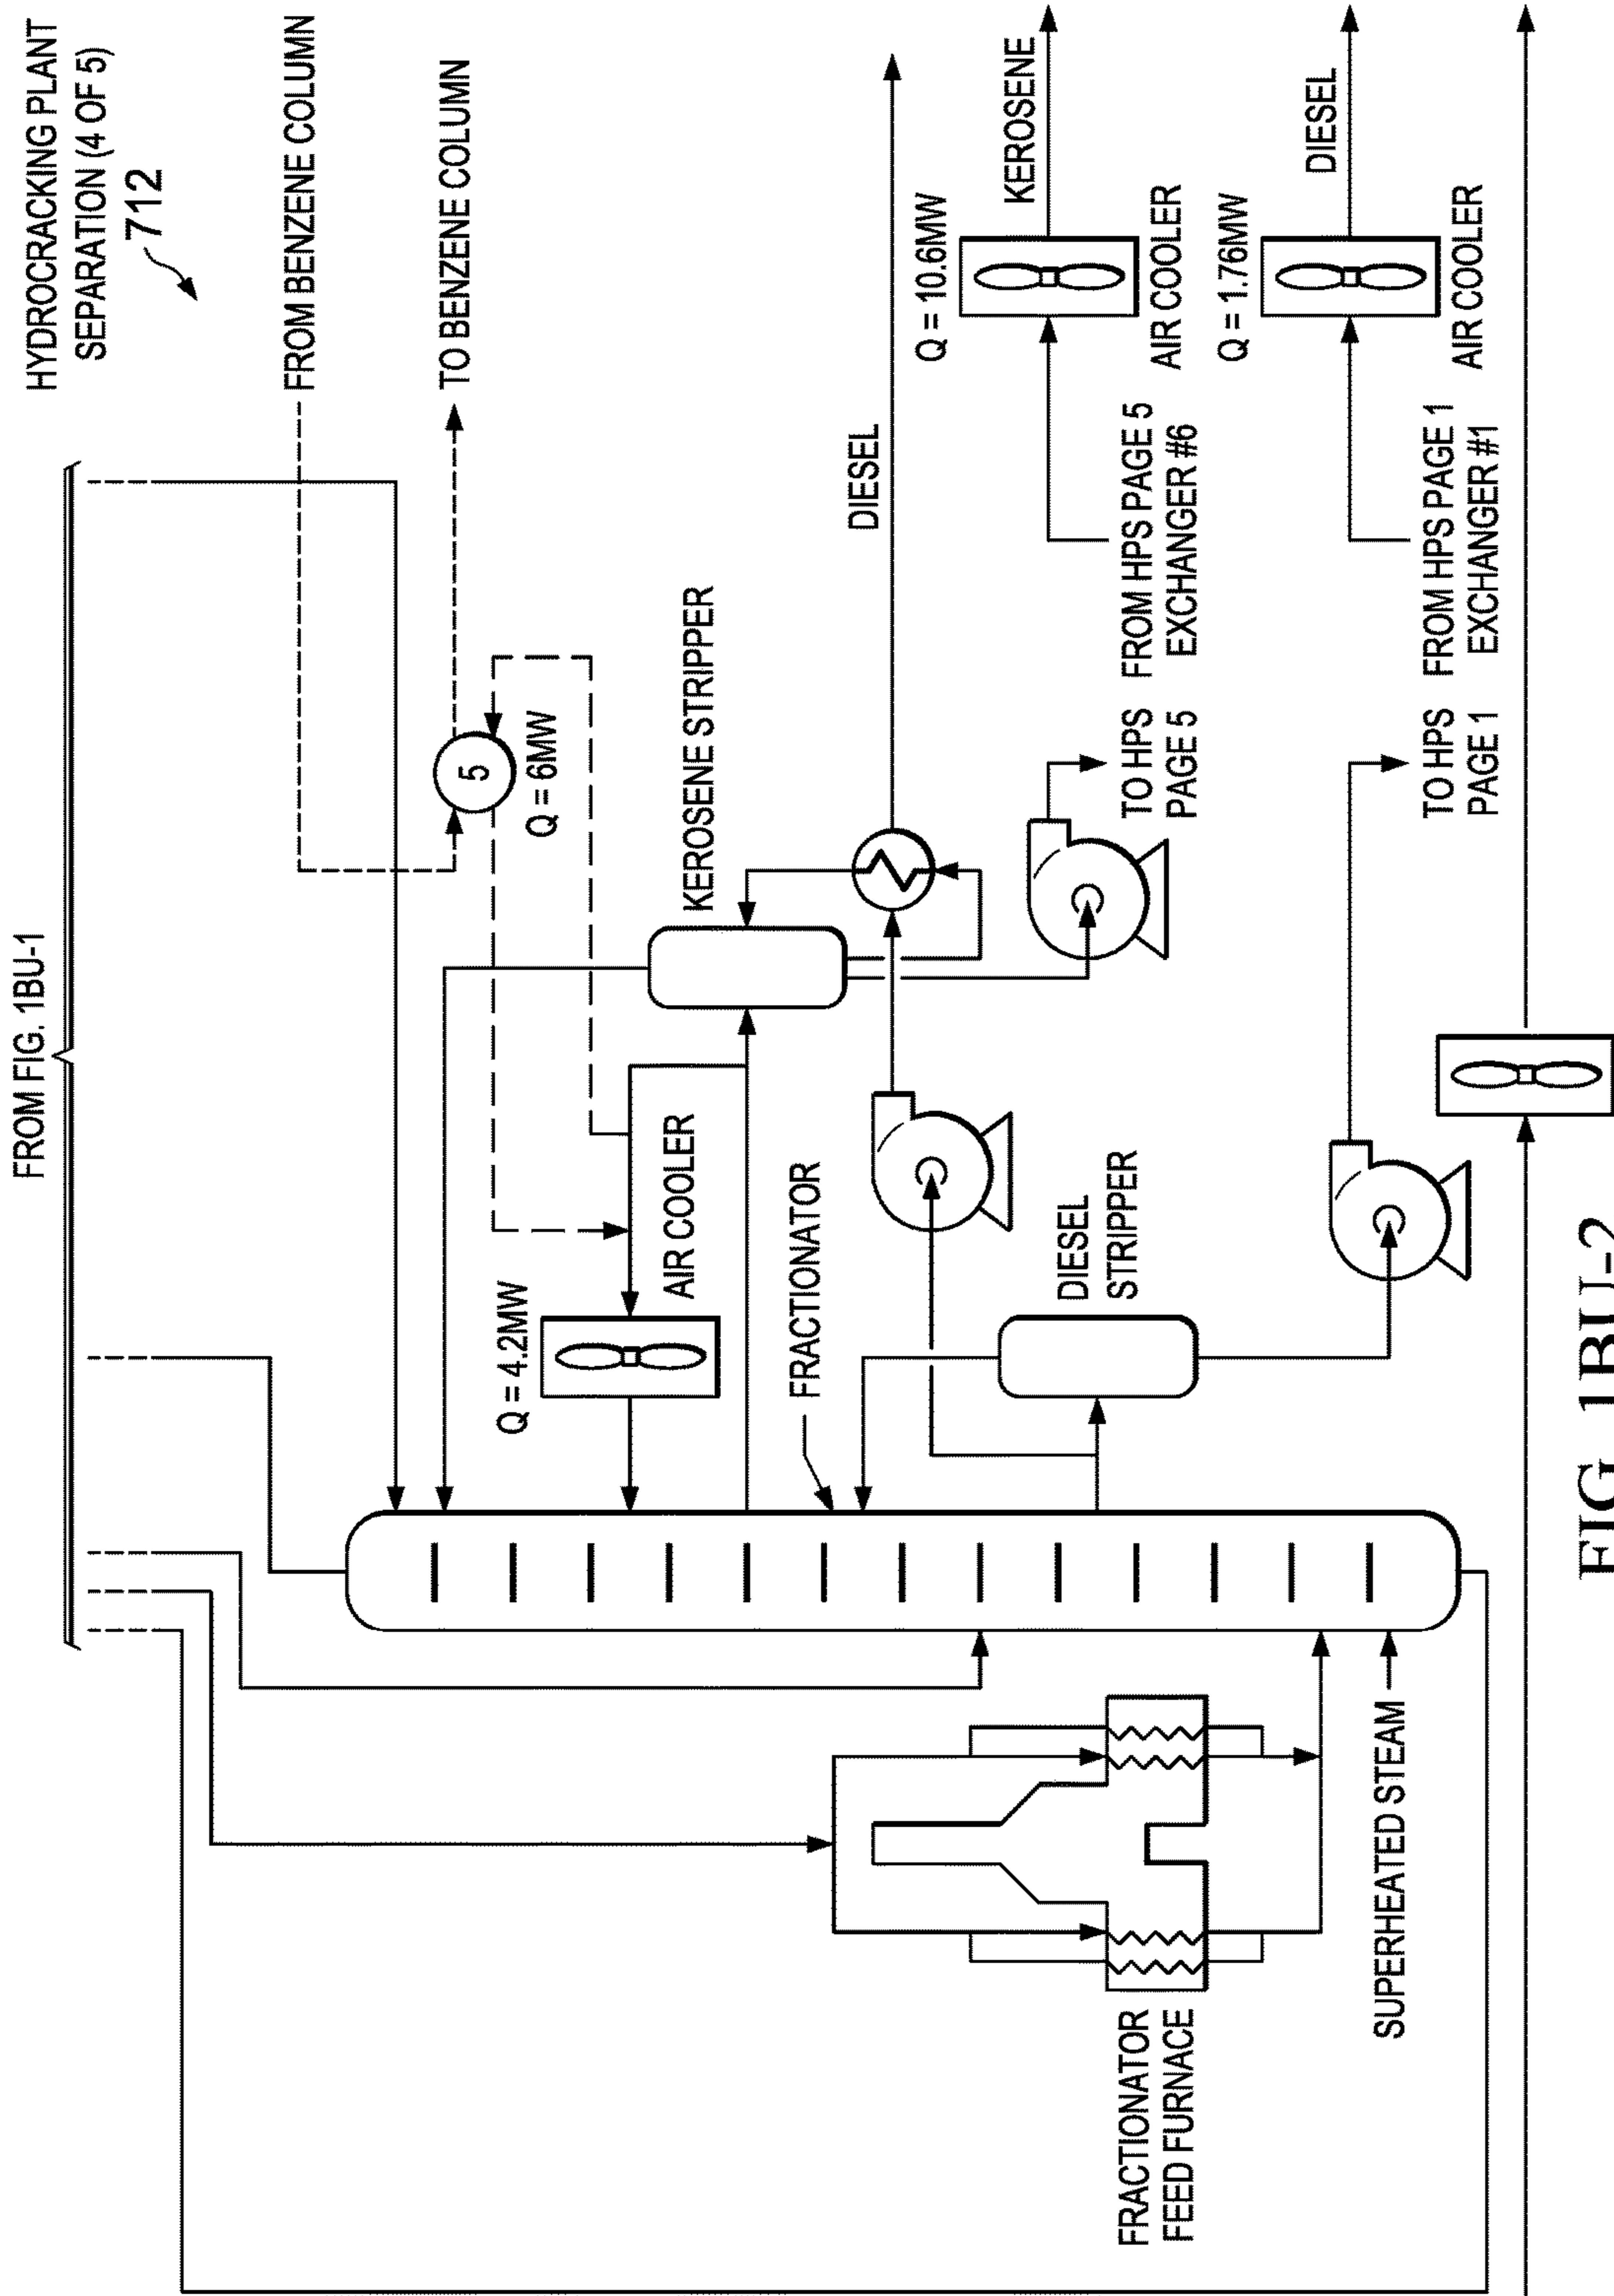 FROM FIG. 1BU-1
HYDROCRACKING PLANT
SEPARATION (4 OF 5)
712
FROM BENZENE COLUMN
TO BENZENE COLUMN
5
Q = 6MW
Q = 4.2MW
AIR COOLER
KEROSENE STRIPPER
FRACTIONATOR
DIESEL
Q = 10.6MW
KEROSENE
AIR COOLER
DIESEL
STRIPPER
TO HPS
PAGE 5
FROM HPS PAGE 5
EXCHANGER #6
Q = 1.76MW
DIESEL
AIR COOLER
FRACTIONATOR
FEED FURNACE
SUPERHEATED STEAM
TO HPS
PAGE 1
FROM HPS PAGE 1
EXCHANGER #1
FIG. 1BU-2